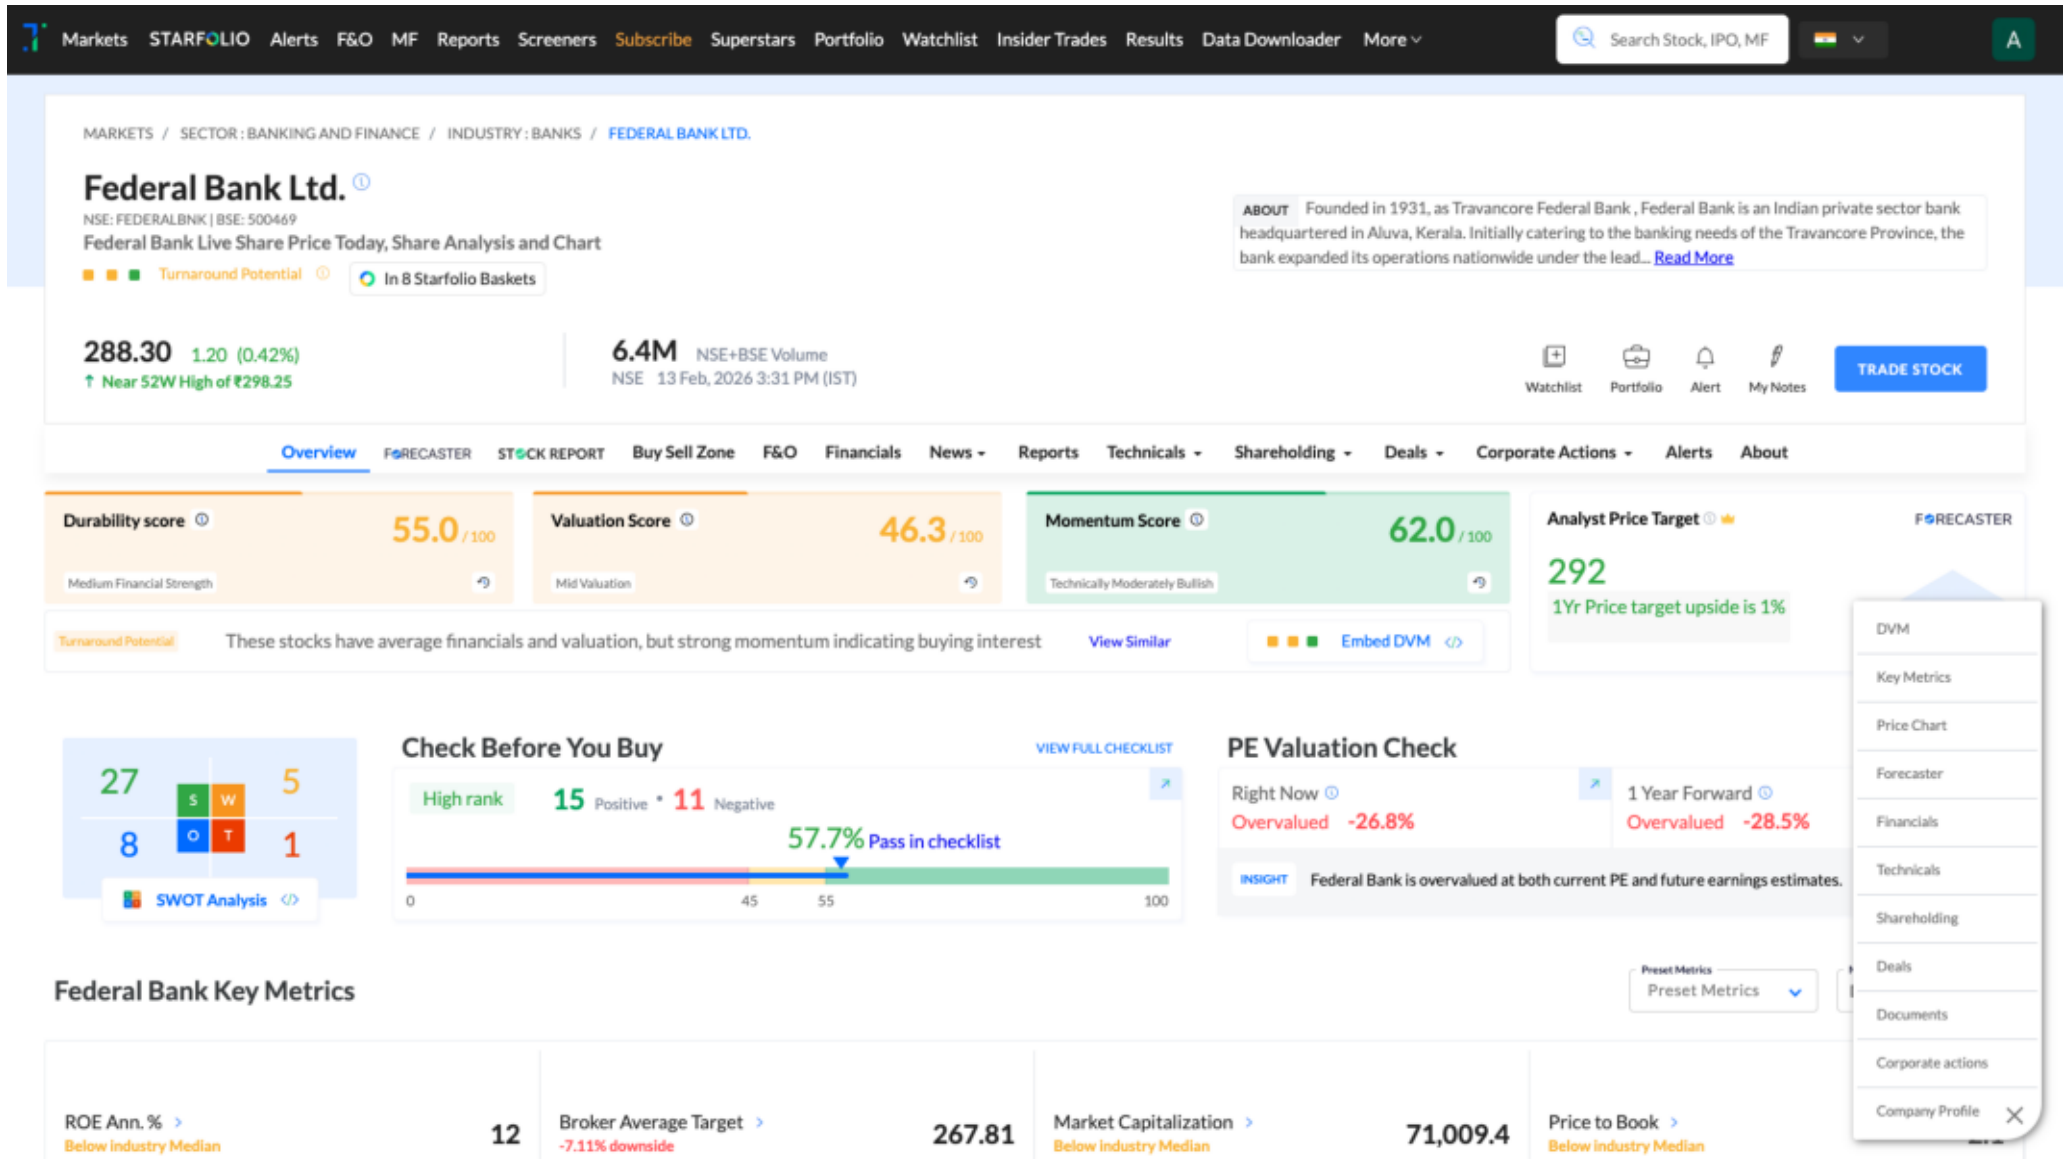 Markets STARFOLIO Alerts F&O MF Reports Screeners Subscribe Superstars Portfolio Watchlist Insider Trades Results Data Downloader More Search Stock, IPO, MF A
MARKETS / SECTOR : BANKING AND FINANCE / INDUSTRY : BANKS / FEDERAL BANK LTD.
Federal Bank Ltd.
NSE: FEDERALBNK | BSE: 500469
Federal Bank Live Share Price Today, Share Analysis and Chart
Turnaround Potential In 8 Starfolio Baskets
ABOUT Founded in 1931, as Travancore Federal Bank , Federal Bank is an Indian private sector bank
headquartered in Aluva, Kerala. Initially catering to the banking needs of the Travancore Province, the
bank expanded its operations nationwide under the lead... Read More
288.30 1.20 (0.42%)
↑ Near 52W High of ₹298.25
6.4M NSE+BSE Volume
NSE 13 Feb, 2026 3:31 PM (IST)
Watchlist Portfolio Alert My Notes TRADE STOCK
Overview FORECASTER STOCK REPORT Buy Sell Zone F&O Financials News Reports Technicals Shareholding Deals Corporate Actions Alerts About
Durability score 55.0 / 100
Medium Financial Strength
Valuation Score 46.3 / 100
Mid Valuation
Momentum Score 62.0 / 100
Technically Moderately Bullish
Analyst Price Target FORECASTER
292
1Yr Price target upside is 1%
Turnaround Potential These stocks have average financials and valuation, but strong momentum indicating buying interest View Similar Embed DVM </>
27 S W 5
8 O T 1
SWOT Analysis </>
Check Before You Buy VIEW FULL CHECKLIST
High rank 15 Positive • 11 Negative
57.7% Pass in checklist
0 45 55 100
PE Valuation Check
Right Now
Overvalued -26.8%
1 Year Forward
Overvalued -28.5%
INSIGHT Federal Bank is overvalued at both current PE and future earnings estimates.
Federal Bank Key Metrics
Preset Metrics
Preset Metrics
ROE Ann. % 12
Below industry Median
Broker Average Target 267.81
-7.11% downside
Market Capitalization 71,009.4
Below industry Median
Price to Book
Below industry Median
DVM
Key Metrics
Price Chart
Forecaster
Financials
Technicals
Shareholding
Deals
Documents
Corporate actions
Company Profile